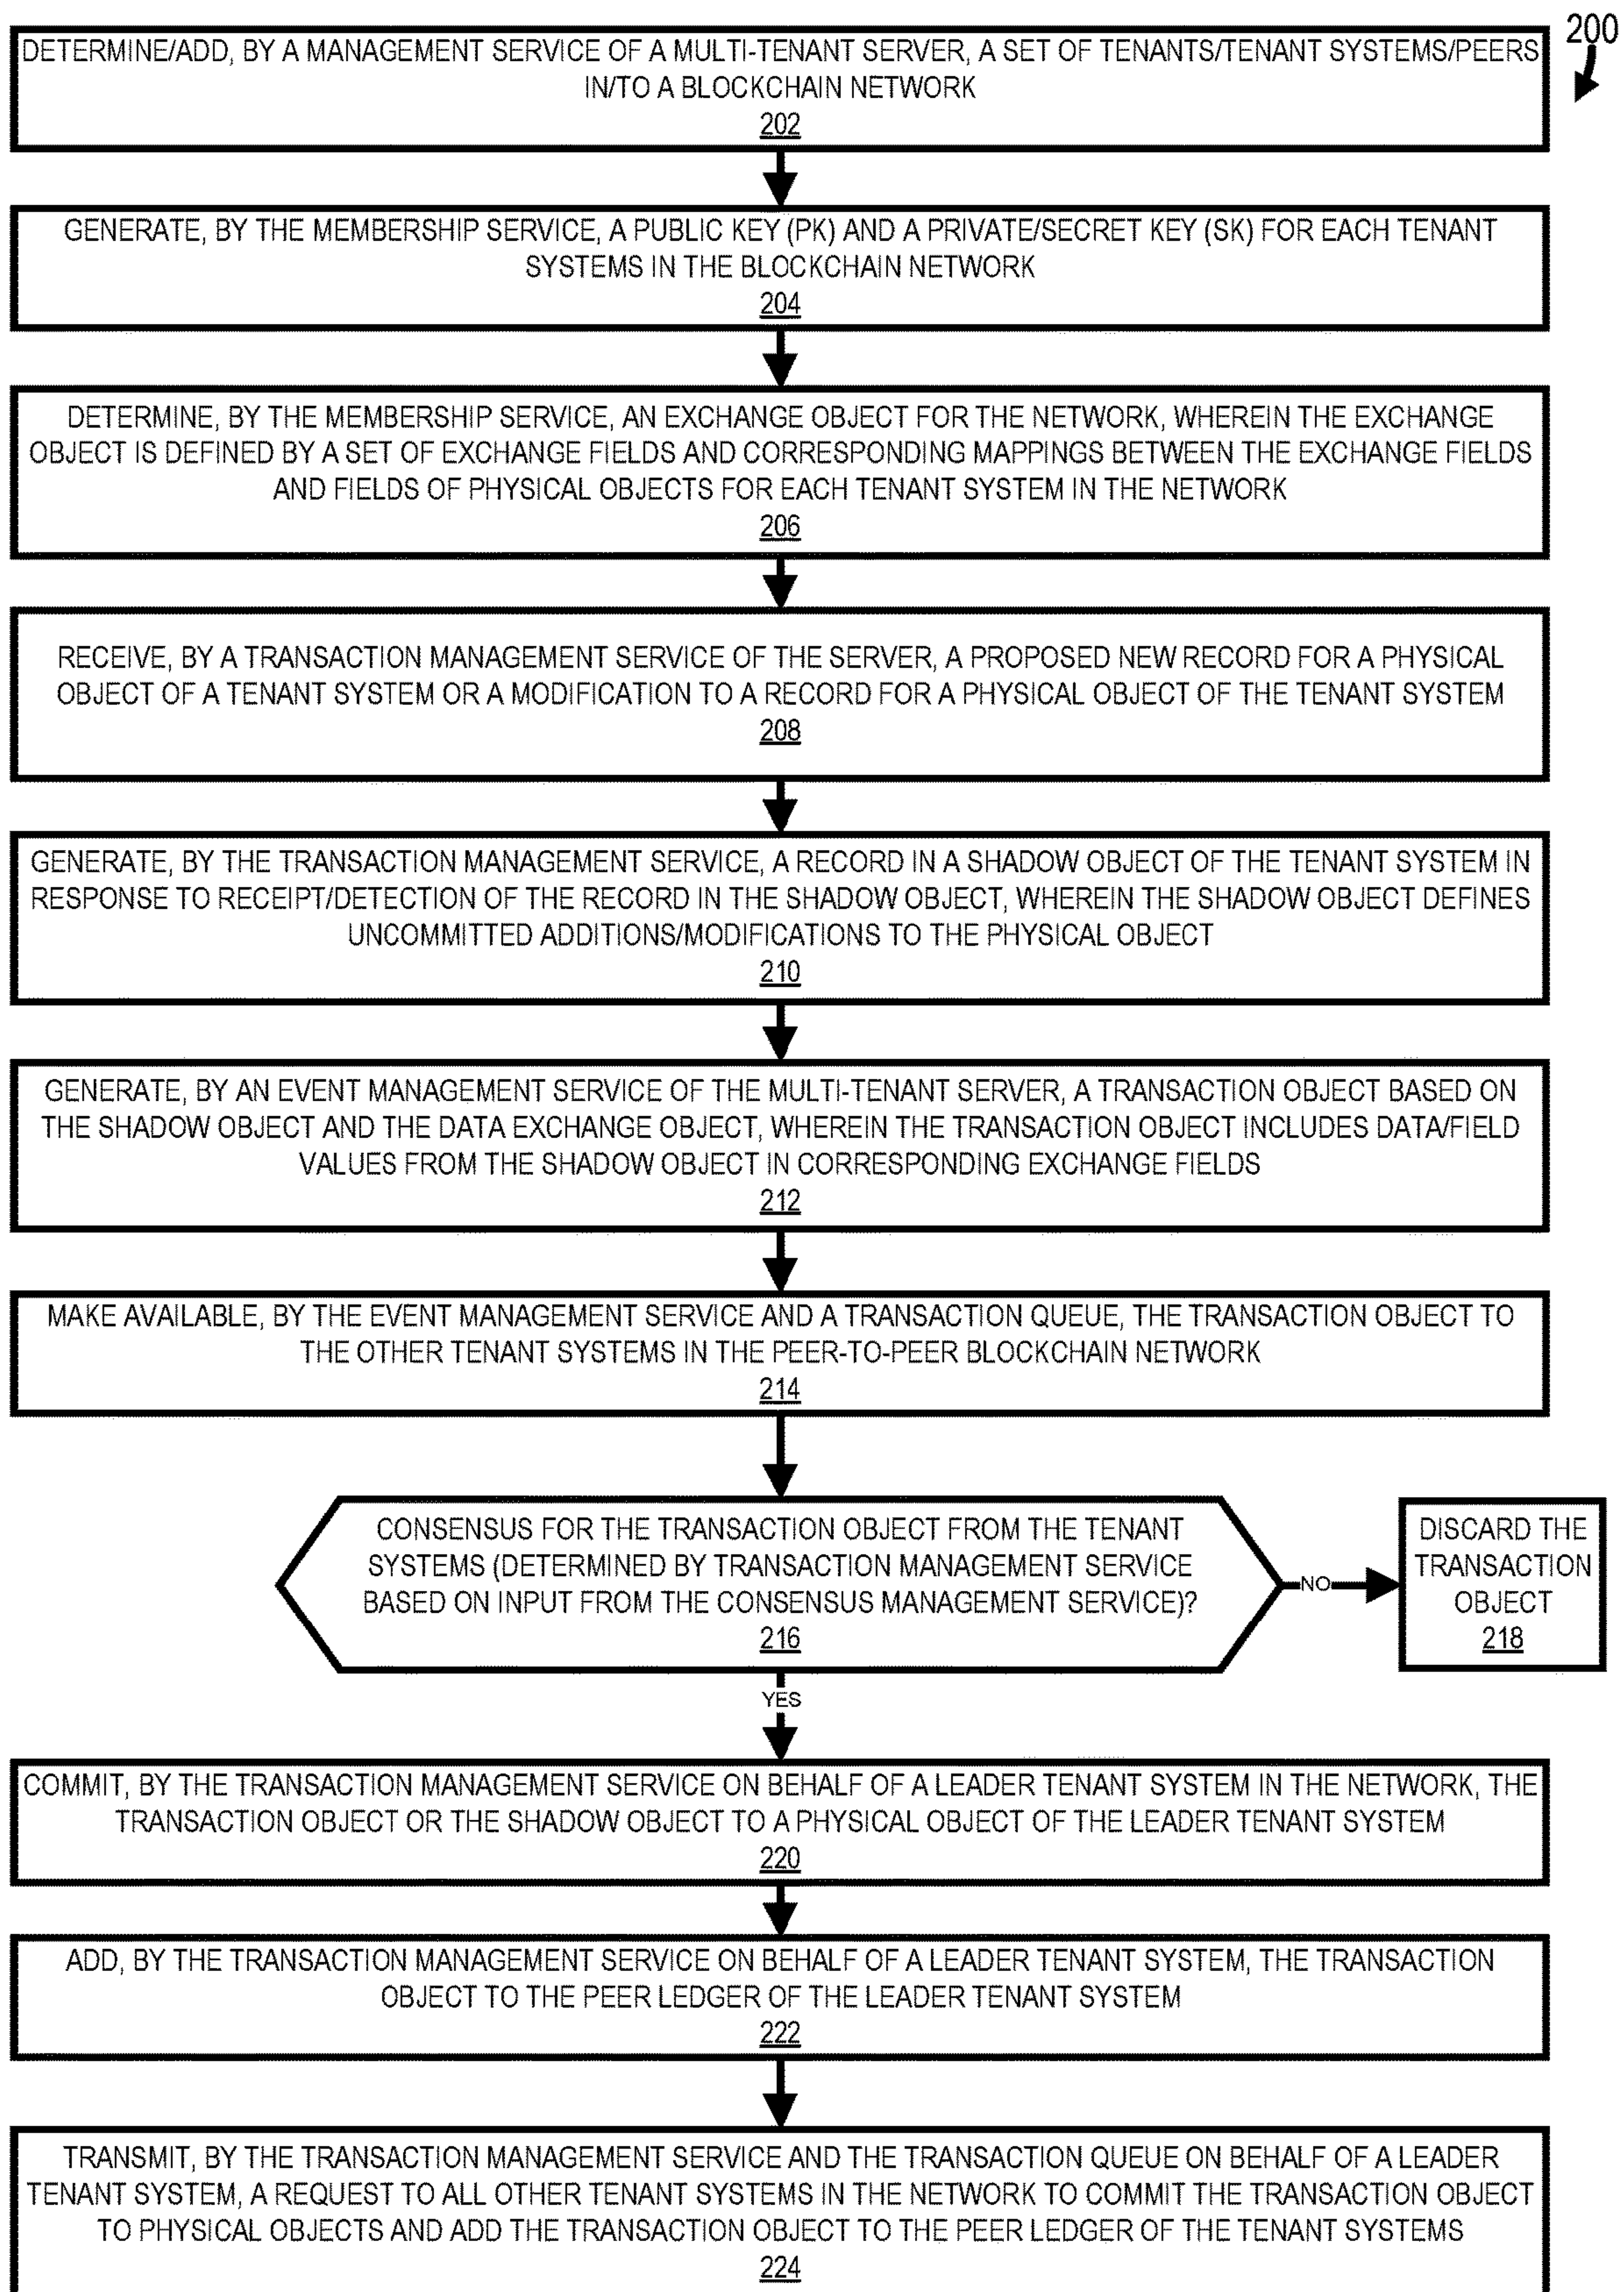 200
DETERMINE/ADD, BY A MANAGEMENT SERVICE OF A MULTI-TENANT SERVER, A SET OF TENANTS/TENANT SYSTEMS/PEERS
IN/TO A BLOCKCHAIN NETWORK
202
GENERATE, BY THE MEMBERSHIP SERVICE, A PUBLIC KEY (PK) AND A PRIVATE/SECRET KEY (SK) FOR EACH TENANT
SYSTEMS IN THE BLOCKCHAIN NETWORK
204
DETERMINE, BY THE MEMBERSHIP SERVICE, AN EXCHANGE OBJECT FOR THE NETWORK, WHEREIN THE EXCHANGE
OBJECT IS DEFINED BY A SET OF EXCHANGE FIELDS AND CORRESPONDING MAPPINGS BETWEEN THE EXCHANGE FIELDS
AND FIELDS OF PHYSICAL OBJECTS FOR EACH TENANT SYSTEM IN THE NETWORK
206
RECEIVE, BY A TRANSACTION MANAGEMENT SERVICE OF THE SERVER, A PROPOSED NEW RECORD FOR A PHYSICAL
OBJECT OF A TENANT SYSTEM OR A MODIFICATION TO A RECORD FOR A PHYSICAL OBJECT OF THE TENANT SYSTEM
208
GENERATE, BY THE TRANSACTION MANAGEMENT SERVICE, A RECORD IN A SHADOW OBJECT OF THE TENANT SYSTEM IN
RESPONSE TO RECEIPT/DETECTION OF THE RECORD IN THE SHADOW OBJECT, WHEREIN THE SHADOW OBJECT DEFINES
UNCOMMITTED ADDITIONS/MODIFICATIONS TO THE PHYSICAL OBJECT
210
GENERATE, BY AN EVENT MANAGEMENT SERVICE OF THE MULTI-TENANT SERVER, A TRANSACTION OBJECT BASED ON
THE SHADOW OBJECT AND THE DATA EXCHANGE OBJECT, WHEREIN THE TRANSACTION OBJECT INCLUDES DATA/FIELD
VALUES FROM THE SHADOW OBJECT IN CORRESPONDING EXCHANGE FIELDS
212
MAKE AVAILABLE, BY THE EVENT MANAGEMENT SERVICE AND A TRANSACTION QUEUE, THE TRANSACTION OBJECT TO
THE OTHER TENANT SYSTEMS IN THE PEER-TO-PEER BLOCKCHAIN NETWORK
214
CONSENSUS FOR THE TRANSACTION OBJECT FROM THE TENANT
SYSTEMS (DETERMINED BY TRANSACTION MANAGEMENT SERVICE
BASED ON INPUT FROM THE CONSENSUS MANAGEMENT SERVICE)?
216
NO
DISCARD THE
TRANSACTION
OBJECT
218
YES
COMMIT, BY THE TRANSACTION MANAGEMENT SERVICE ON BEHALF OF A LEADER TENANT SYSTEM IN THE NETWORK, THE
TRANSACTION OBJECT OR THE SHADOW OBJECT TO A PHYSICAL OBJECT OF THE LEADER TENANT SYSTEM
220
ADD, BY THE TRANSACTION MANAGEMENT SERVICE ON BEHALF OF A LEADER TENANT SYSTEM, THE TRANSACTION
OBJECT TO THE PEER LEDGER OF THE LEADER TENANT SYSTEM
222
TRANSMIT, BY THE TRANSACTION MANAGEMENT SERVICE AND THE TRANSACTION QUEUE ON BEHALF OF A LEADER
TENANT SYSTEM, A REQUEST TO ALL OTHER TENANT SYSTEMS IN THE NETWORK TO COMMIT THE TRANSACTION OBJECT
TO PHYSICAL OBJECTS AND ADD THE TRANSACTION OBJECT TO THE PEER LEDGER OF THE TENANT SYSTEMS
224